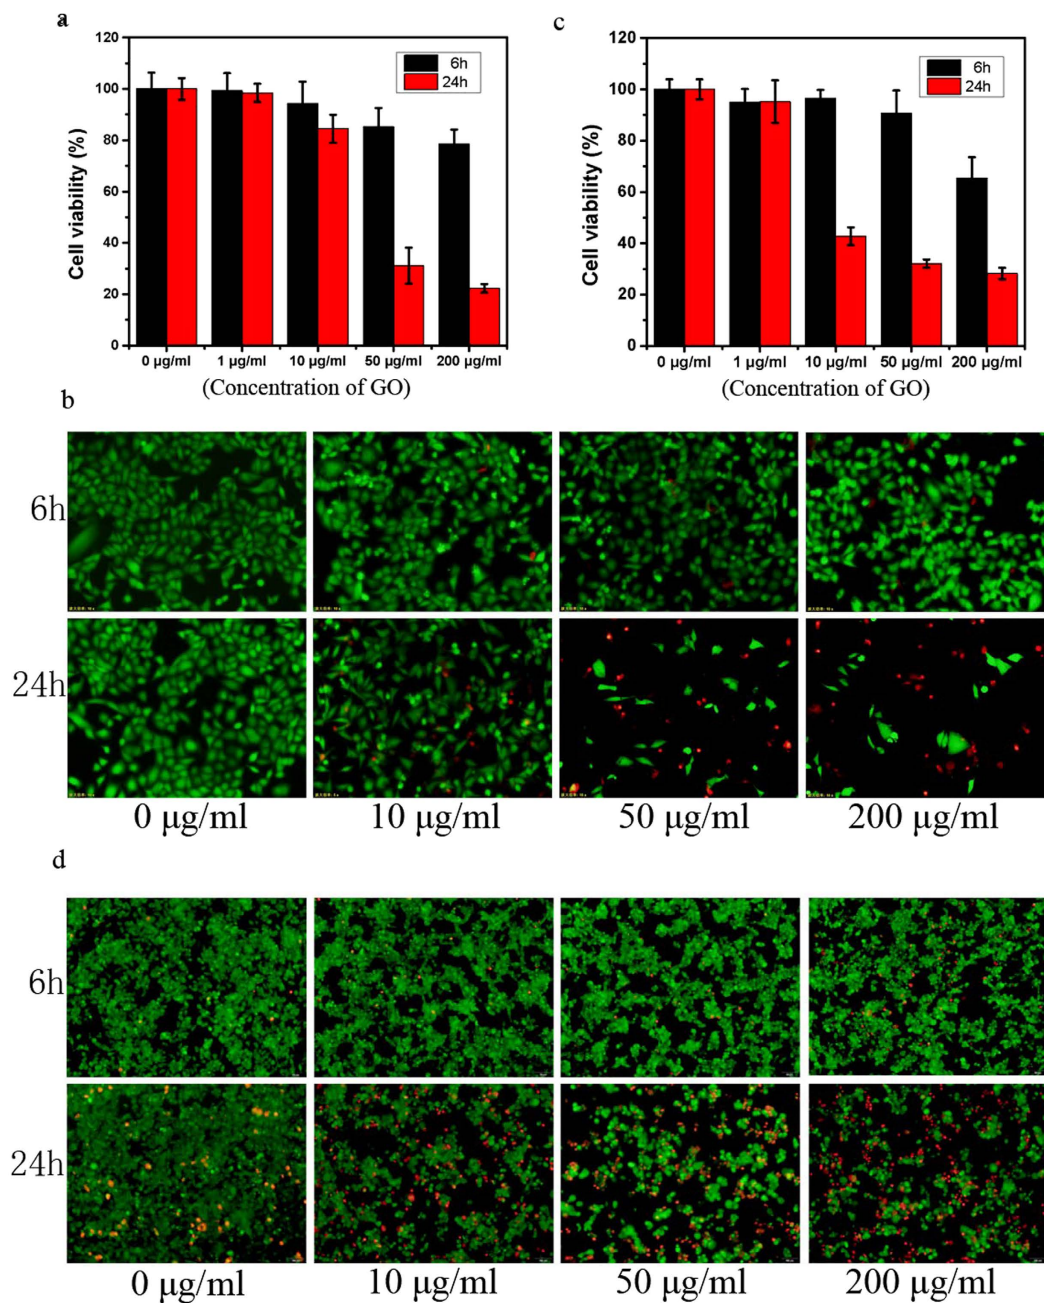 a
120
100
80
60
40
20
0
Cell viability (%)
6h
24h
0 μg/ml 1 μg/ml 10 μg/ml 50 μg/ml 200 μg/ml
(Concentration of GO)
c
120
100
80
60
40
20
0
Cell viability (%)
6h
24h
0 μg/ml 1 μg/ml 10 μg/ml 50 μg/ml 200 μg/ml
(Concentration of GO)
b
6h
24h
0 μg/ml 10 μg/ml 50 μg/ml 200 μg/ml
d
6h
24h
0 μg/ml 10 μg/ml 50 μg/ml 200 μg/ml